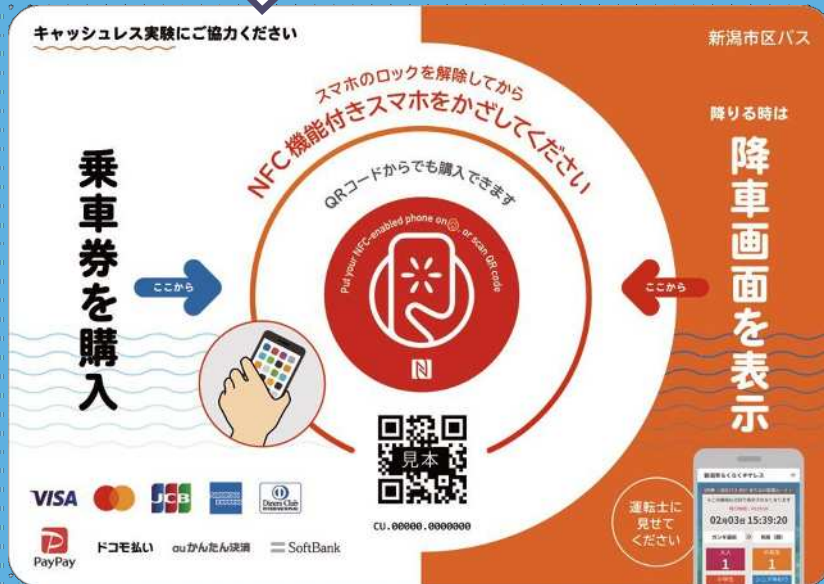 キャッシュレス実験にご協力ください
新潟市区バス
スマホのロックを解除してから
NFC機能付きスマホをかざしてください
QRコードからでも購入できます
Put your NFC-enabled phone on , or scan QR code
乗車券を購入
ここから
ここから
降りる時は
降車画面を表示
見本
CU.00000.0000000
VISA
JCB
Diners Club
PayPay
ドコモ払い
auかんたん決済
SoftBank
運転士に
見せて
ください
02月03日 15:39:20
大人
1
1